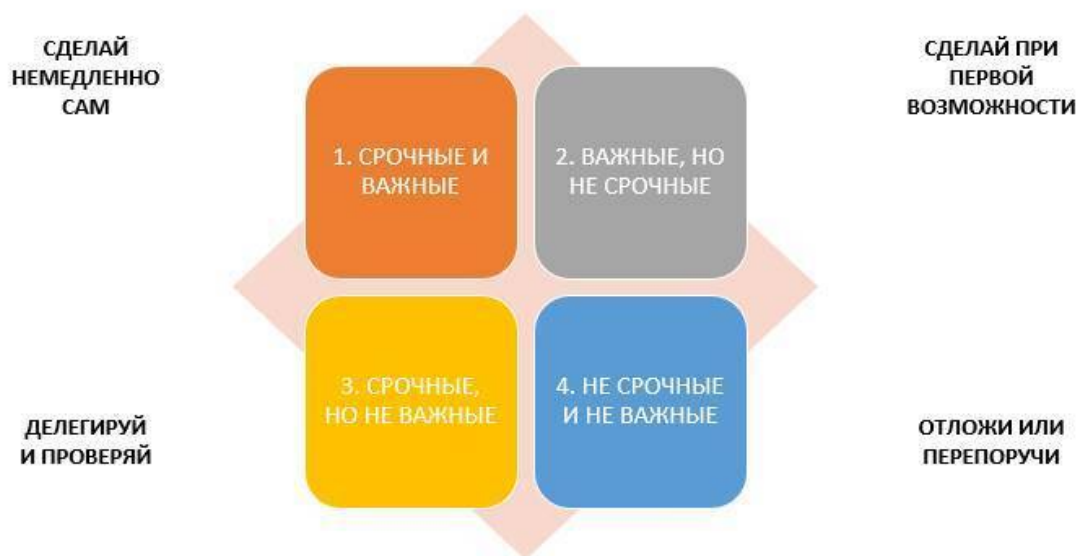 СДЕЛАЙ
НЕМЕДЛЕННО
САМ
СДЕЛАЙ ПРИ
ПЕРВОЙ
ВОЗМОЖНОСТИ
1. СРОЧНЫЕ И
ВАЖНЫЕ
2. ВАЖНЫЕ, НО
НЕ СРОЧНЫЕ
3. СРОЧНЫЕ,
НО НЕ ВАЖНЫЕ
4. НЕ СРОЧНЫЕ
И НЕ ВАЖНЫЕ
ДЕЛЕГИРУЙ
И ПРОВЕРЯЙ
ОТЛОЖИ ИЛИ
ПЕРЕПОРУЧИ